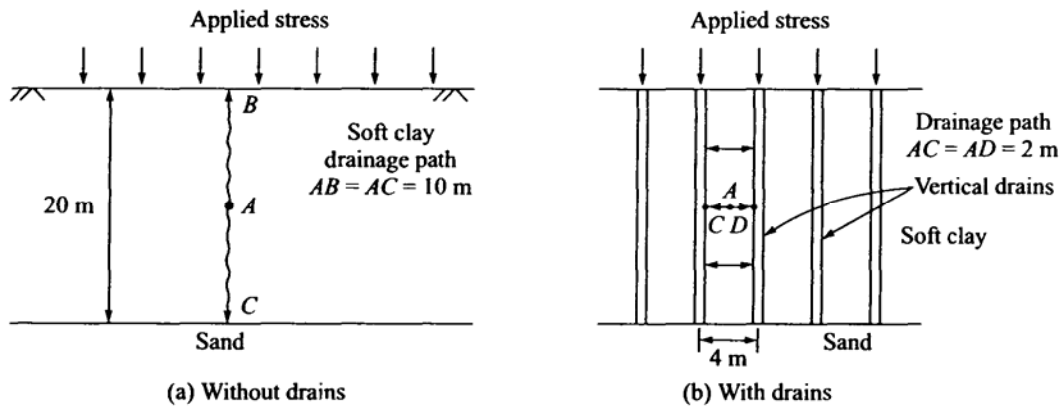 Applied stress
B
Soft clay
drainage path
AB = AC = 10 m
20 m
A
C
Sand
(a) Without drains
Applied stress
Drainage path
AC = AD = 2 m
Vertical drains
A
C D
Soft clay
4 m
Sand
(b) With drains